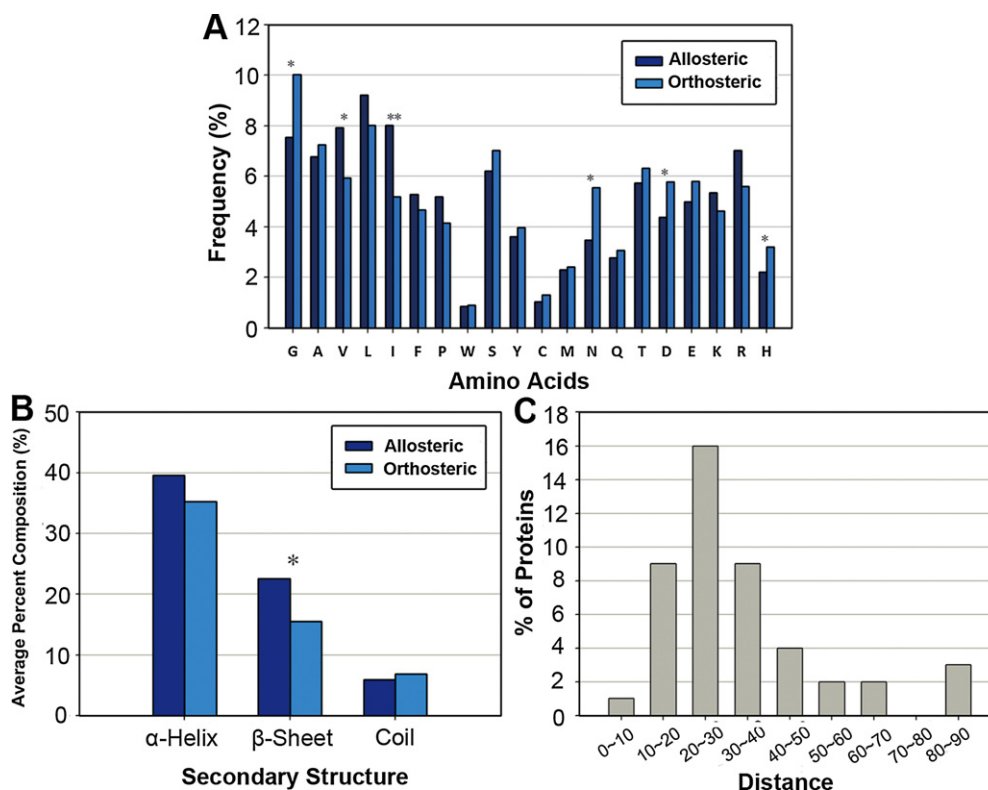 A
12
10
8
6
4
2
0
Frequency (%)
Allosteric
Orthosteric
* * ** * * *
G A V L I F P W S Y C M N Q T D E K R H
Amino Acids
B
50
40
30
20
10
0
Average Percent Composition (%)
Allosteric
Orthosteric
*
α-Helix β-Sheet Coil
Secondary Structure
C
18
16
14
12
10
8
6
4
2
0
% of Proteins
0~10 10~20 20~30 30~40 40~50 50~60 60~70 70~80 80~90
Distance